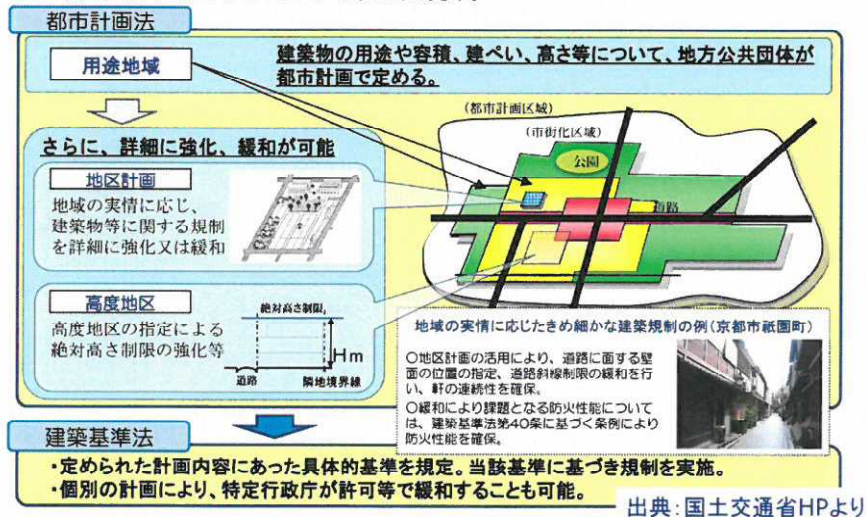 都市計画法
用途地域
建築物の用途や容積、建ぺい、高さ等について、地方公共団体が
都市計画で定める。
さらに、詳細に強化、緩和が可能
地区計画
地域の実情に応じ、
建築物等に関する規制
を詳細に強化又は緩和
高度地区
高度地区の指定による
絶対高さ制限の強化等
絶対高さ制限
Hm
道路
隣地境界線
(都市計画区域)
(市街化区域)
公園
道路
地域の実情に応じたきめ細かな建築規制の例(京都市祇園町)
○地区計画の活用により、道路に面する壁
面の位置の指定、道路斜線制限の緩和を行
い、軒の連続性を確保。
○緩和により課題となる防火性能について
は、建築基準法第40条に基づく条例により
防火性能を確保。
建築基準法
・定められた計画内容にあった具体的基準を規定。当該基準に基づき規制を実施。
・個別の計画により、特定行政庁が許可等で緩和することも可能。
出典:国土交通省HPより